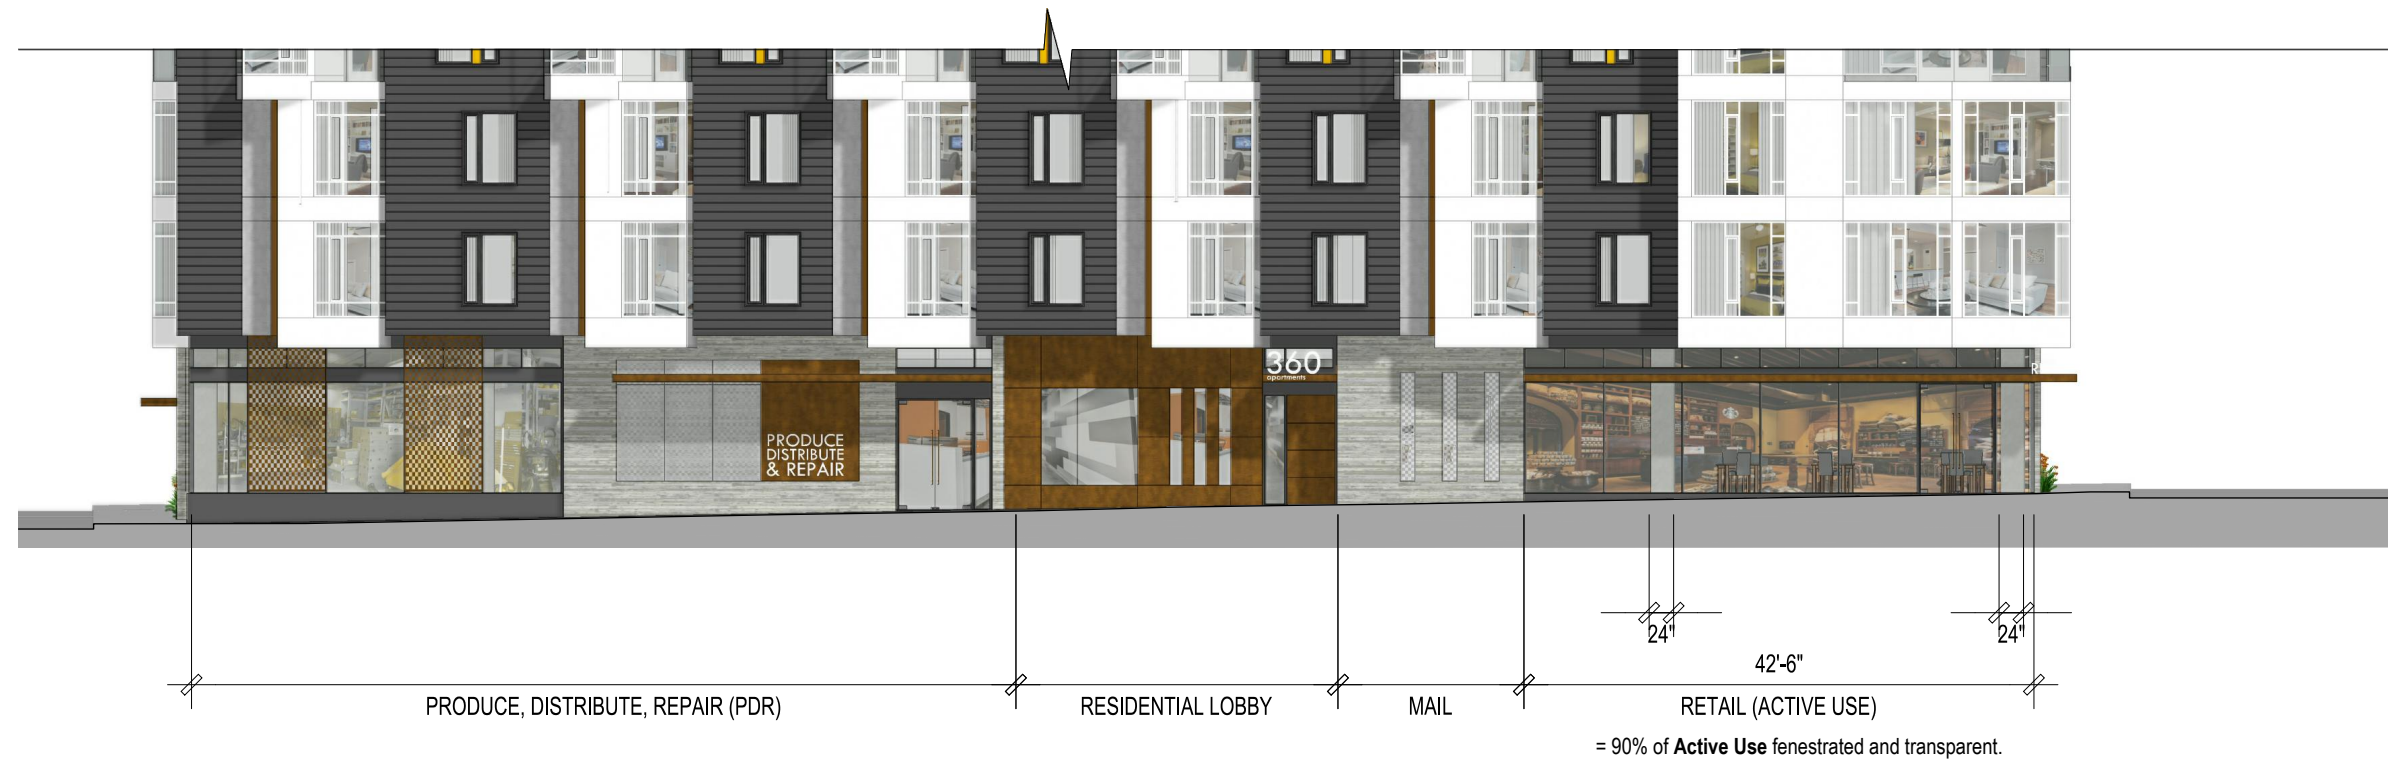 360
apartments
R
PRODUCE
DISTRIBUTE
& REPAIR
24"
24"
42'-6"
PRODUCE, DISTRIBUTE, REPAIR (PDR)
RESIDENTIAL LOBBY
MAIL
RETAIL (ACTIVE USE)
= 90% of Active Use fenestrated and transparent.